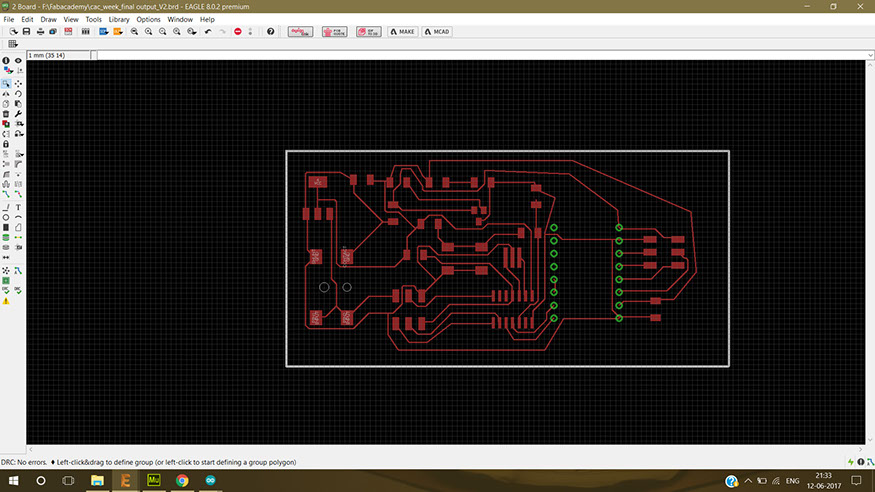 2 Board - F:\Fabacademy\cac_week_final output_V2.brd - EAGLE 8.0.2 premium
File Edit Draw View Tools Library Options Window Help
MAKE MCAD
1 mm (35 14)
DRC: No errors. ♦ Left-click&drag to define group (or left-click to start defining a group polygon)
ENG
21:33
12-06-2017